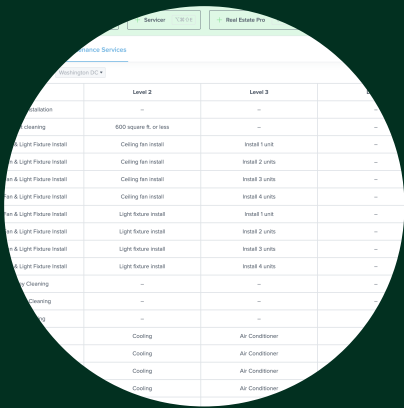 Servicer + Real Estate Pro
Services
Washington DC
Level 2 Level 3
– –
cleaning 600 square ft. or less –
& Light Fixture Install Ceiling fan install Install 1 unit –
Fan & Light Fixture Install Ceiling fan install Install 2 units –
Fan & Light Fixture Install Ceiling fan install Install 3 units –
Fan & Light Fixture Install Ceiling fan install Install 4 units –
Fan & Light Fixture Install Light fixture install Install 1 unit –
Fan & Light Fixture Install Light fixture install Install 2 units –
Fan & Light Fixture Install Light fixture install Install 3 units –
& Light Fixture Install Light fixture install Install 4 units –
Cleaning – – –
Cleaning – – –
– –
Cooling Air Conditioner
Cooling Air Conditioner
Cooling Air Conditioner
Cooling Air Conditioner